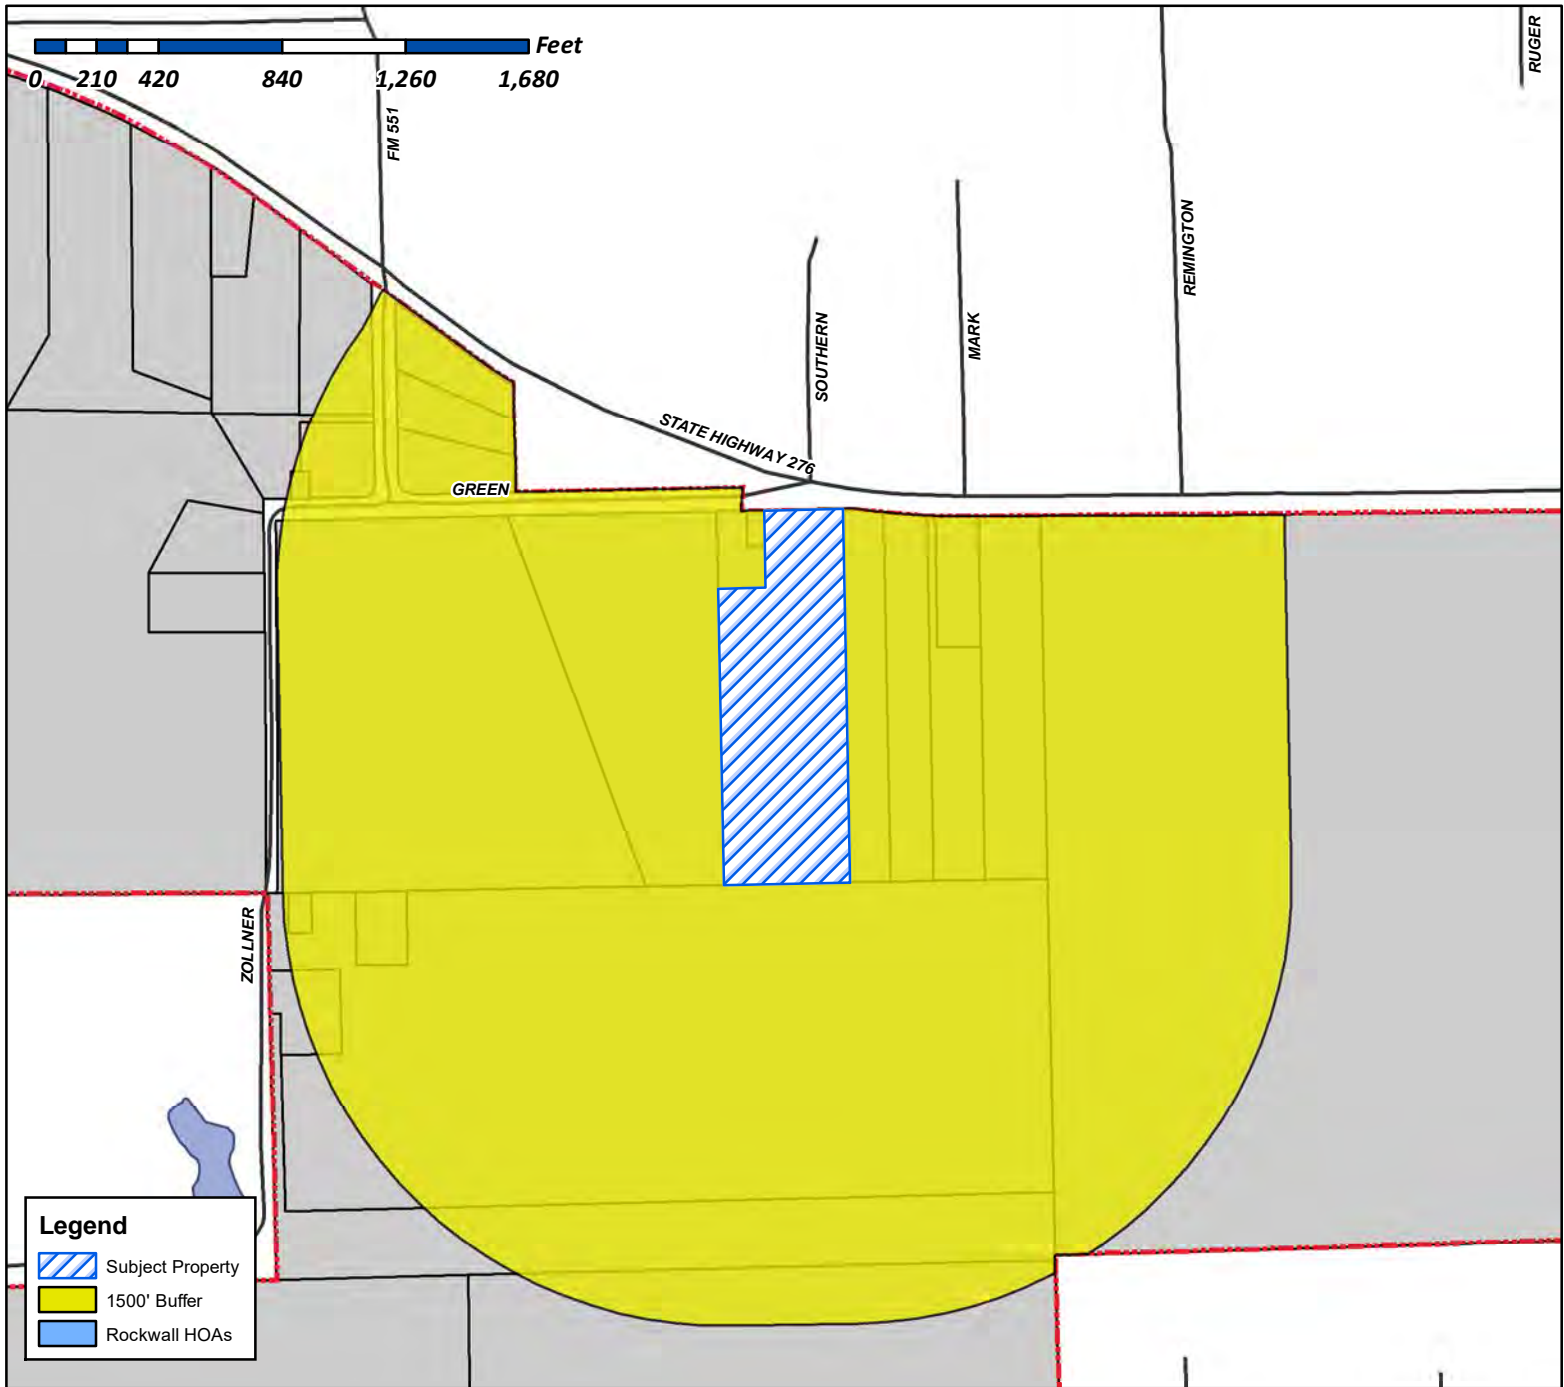 Feet
0 210 420 840 1,260 1,680
RUGER
FM 551
REMINGTON
SOUTHERN
MARK
STATE HIGHWAY 276
GREEN
ZOLLNER
Legend
Subject Property
1500' Buffer
Rockwall HOAs